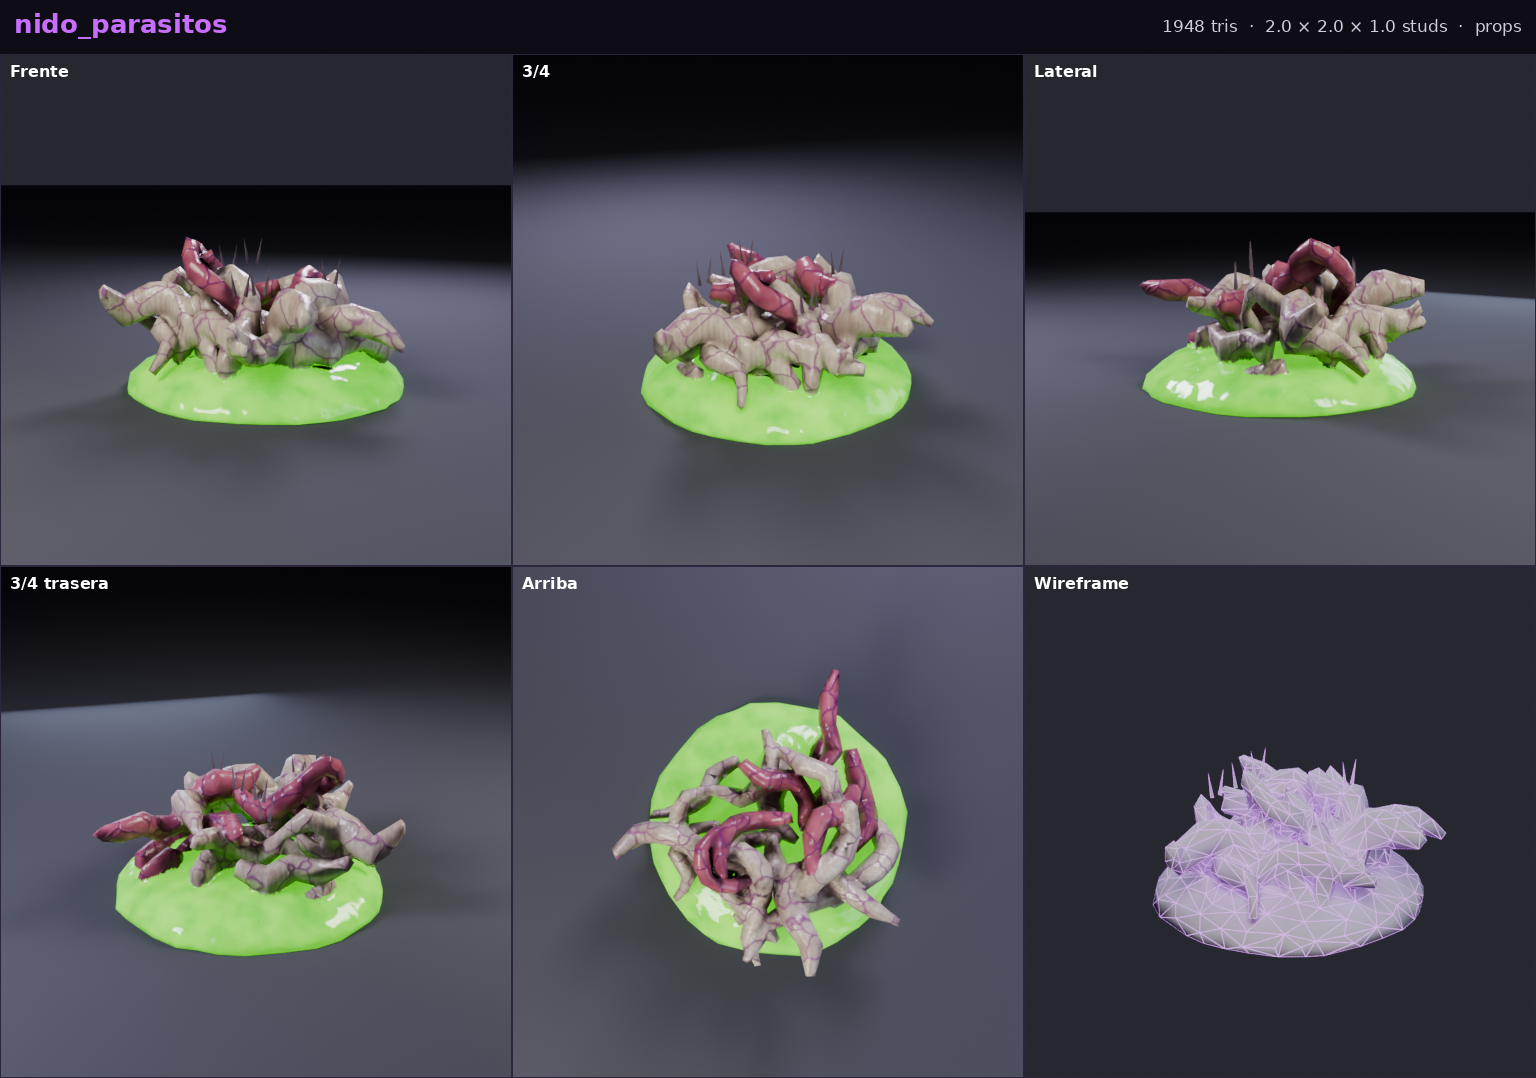 nido_parasitos
1948 tris · 2.0 × 2.0 × 1.0 studs · props
Frente
3/4
Lateral
3/4 trasera
Arriba
Wireframe